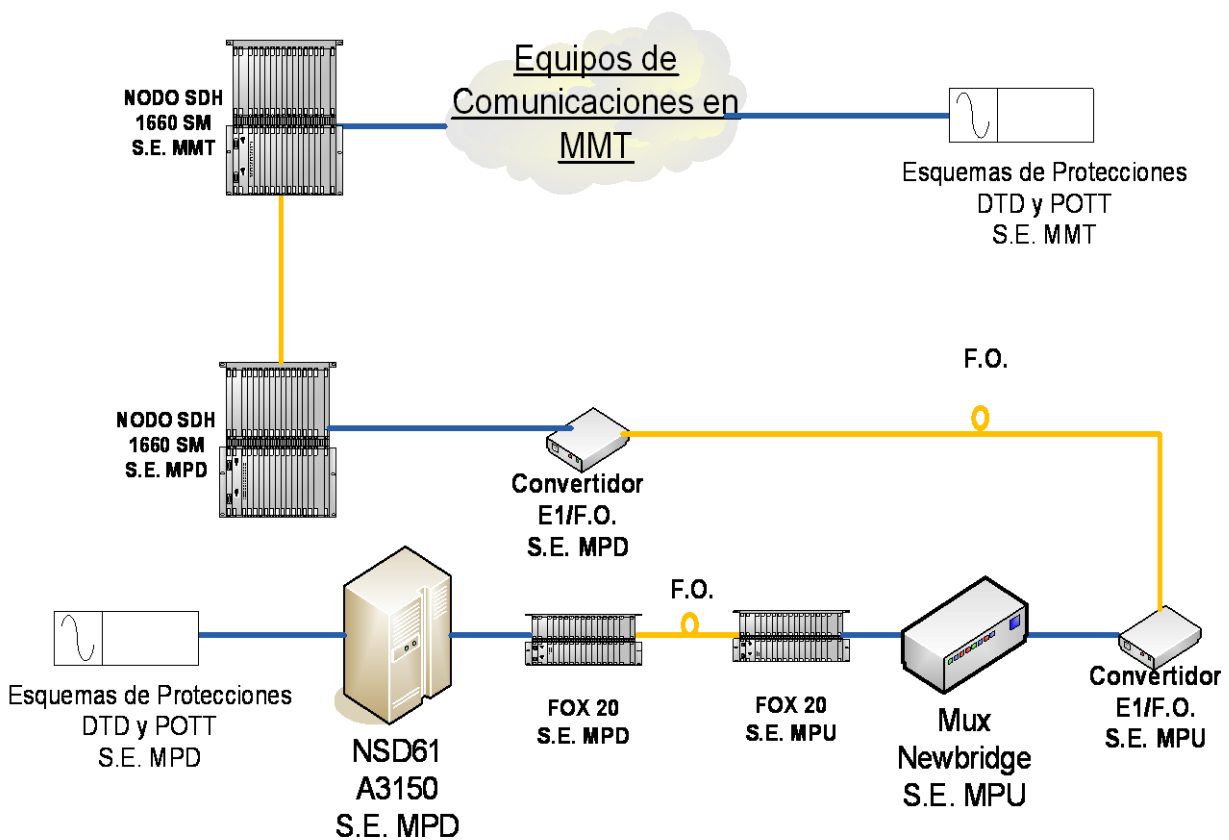 Equipos de
Comunicaciones en
MMT
NODO SDH
1660 SM
S.E. MMT
Esquemas de Protecciones
DTD y POTT
S.E. MMT
F.O.
NODO SDH
1660 SM
S.E. MPD
Convertidor
E1/F.O.
S.E. MPD
F.O.
Esquemas de Protecciones
DTD y POTT
S.E. MPD
NSD61
A3150
S.E. MPD
FOX 20
S.E. MPD
FOX 20
S.E. MPU
Mux
Newbridge
S.E. MPU
Convertidor
E1/F.O.
S.E. MPU